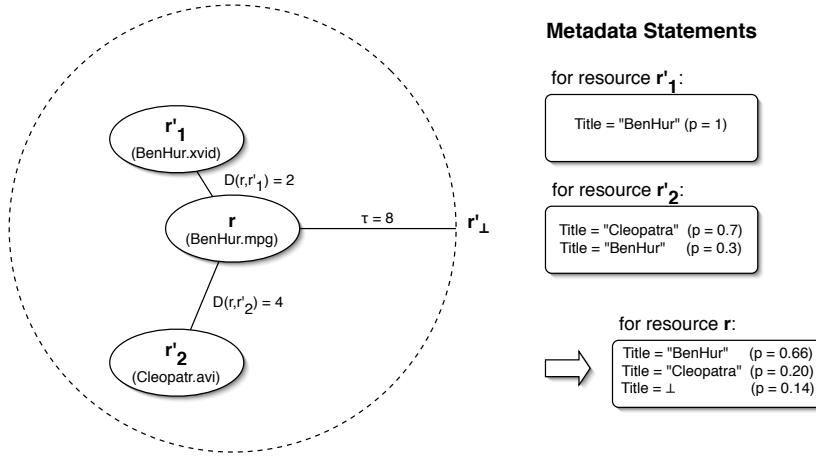 r'1
(BenHur.xvid)
D(r,r'1) = 2
r
(BenHur.mpg)
τ = 8
r'⊥
D(r,r'2) = 4
r'2
(Cleopatr.avi)
Metadata Statements
for resource r'1:
Title = "BenHur" (p = 1)
for resource r'2:
Title = "Cleopatra" (p = 0.7)
Title = "BenHur" (p = 0.3)
for resource r:
Title = "BenHur" (p = 0.66)
Title = "Cleopatra" (p = 0.20)
Title = ⊥ (p = 0.14)